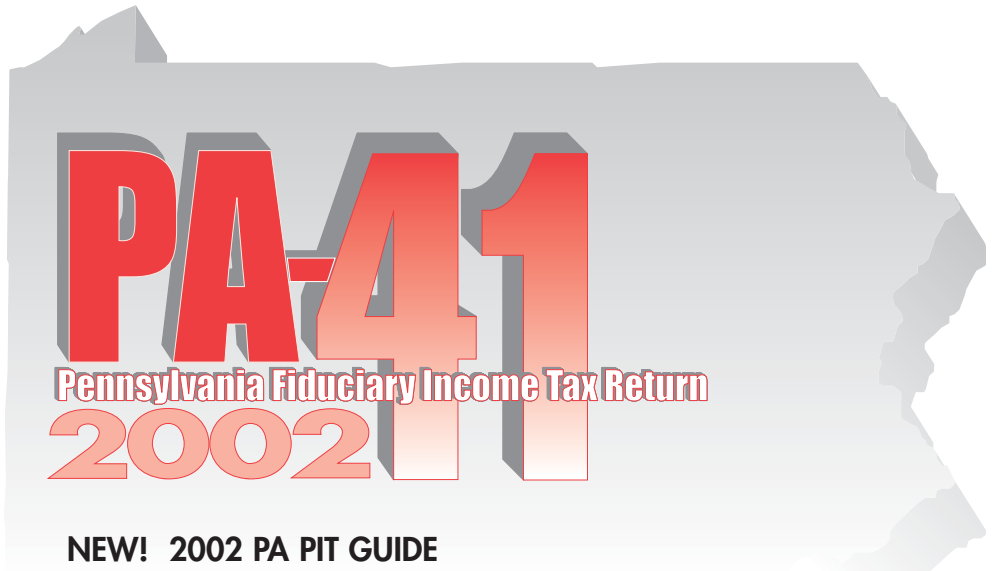 PA-41
Pennsylvania Fiduciary Income Tax Return
2002
NEW! 2002 PA PIT GUIDE